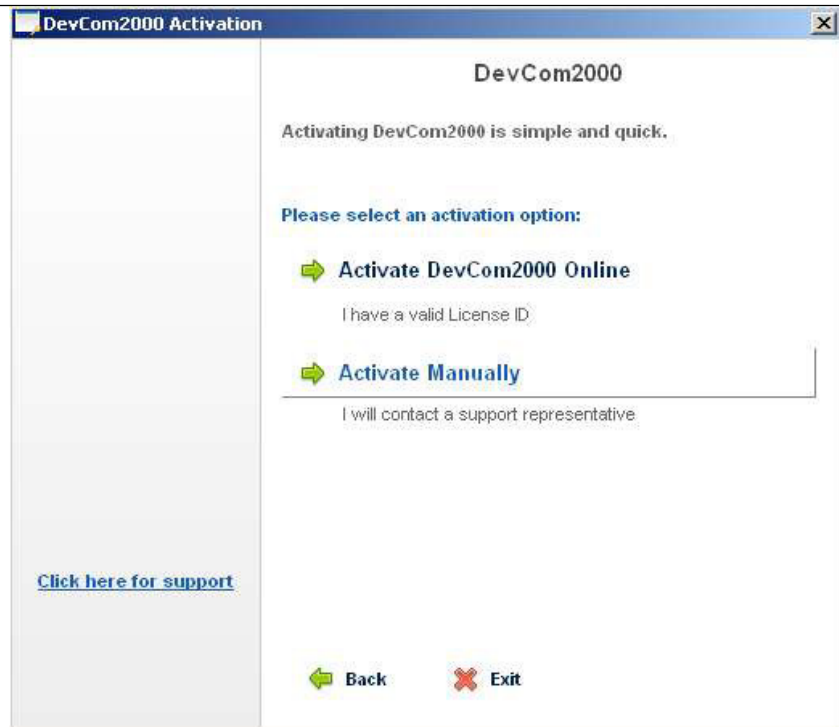 DevCom2000 Activation
DevCom2000
Activating DevCom2000 is simple and quick.
Please select an activation option:
Activate DevCom2000 Online
I have a valid License ID
Activate Manually
I will contact a support representative
Click here for support
Back Exit